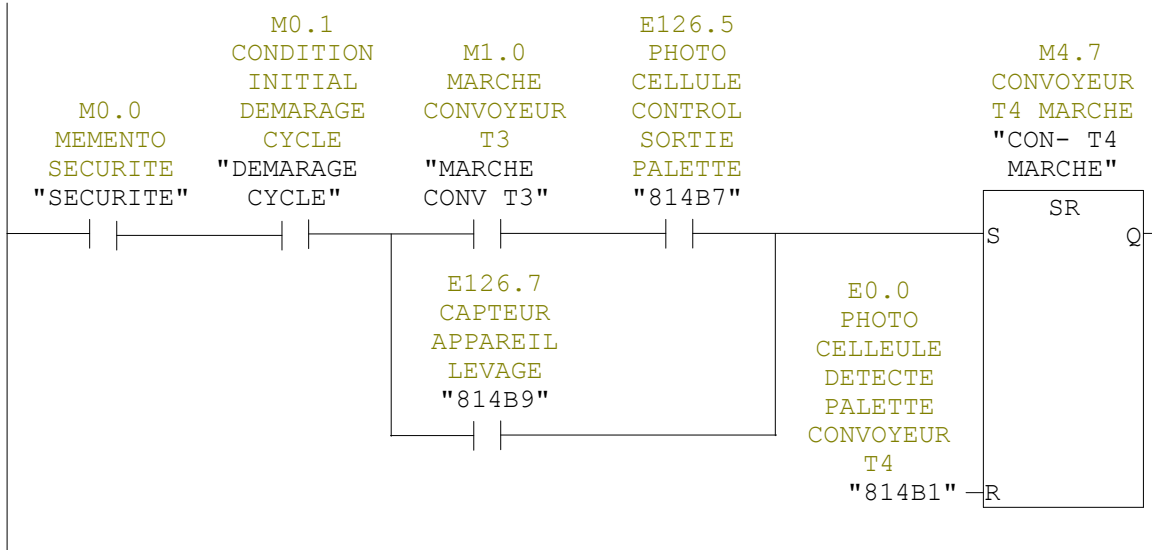 M0.0
MEMENTO
SECURITE
"SECURITE"
M0.1
CONDITION
INITIAL
DEMARAGE
CYCLE
"DEMARAGE
CYCLE"
M1.0
MARCHE
CONVOYEUR
T3
"MARCHE
CONV T3"
E126.5
PHOTO
CELLULE
CONTROL
SORTIE
PALETTE
"814B7"
M4.7
CONVOYEUR
T4 MARCHE
"CON- T4
MARCHE"
SR
S
Q
E126.7
CAPTEUR
APPAREIL
LEVAGE
"814B9"
E0.0
PHOTO
CELLEULE
DETECTE
PALETTE
CONVOYEUR
T4
"814B1"
R